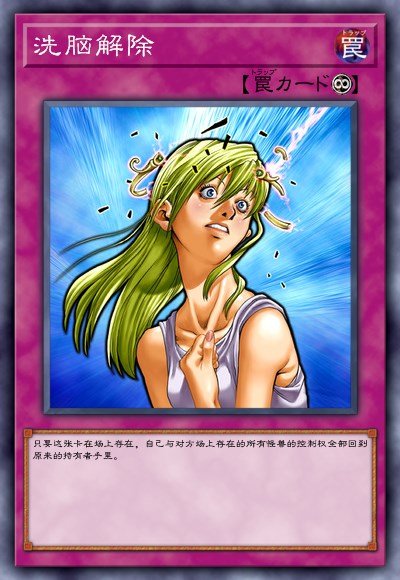 洗脑解除
トラップ
罠
トラップ
【罠カード】
只要这张卡在场上存在，自己与对方场上存在的所有怪兽的控制权全部回到
原来的持有者手里。